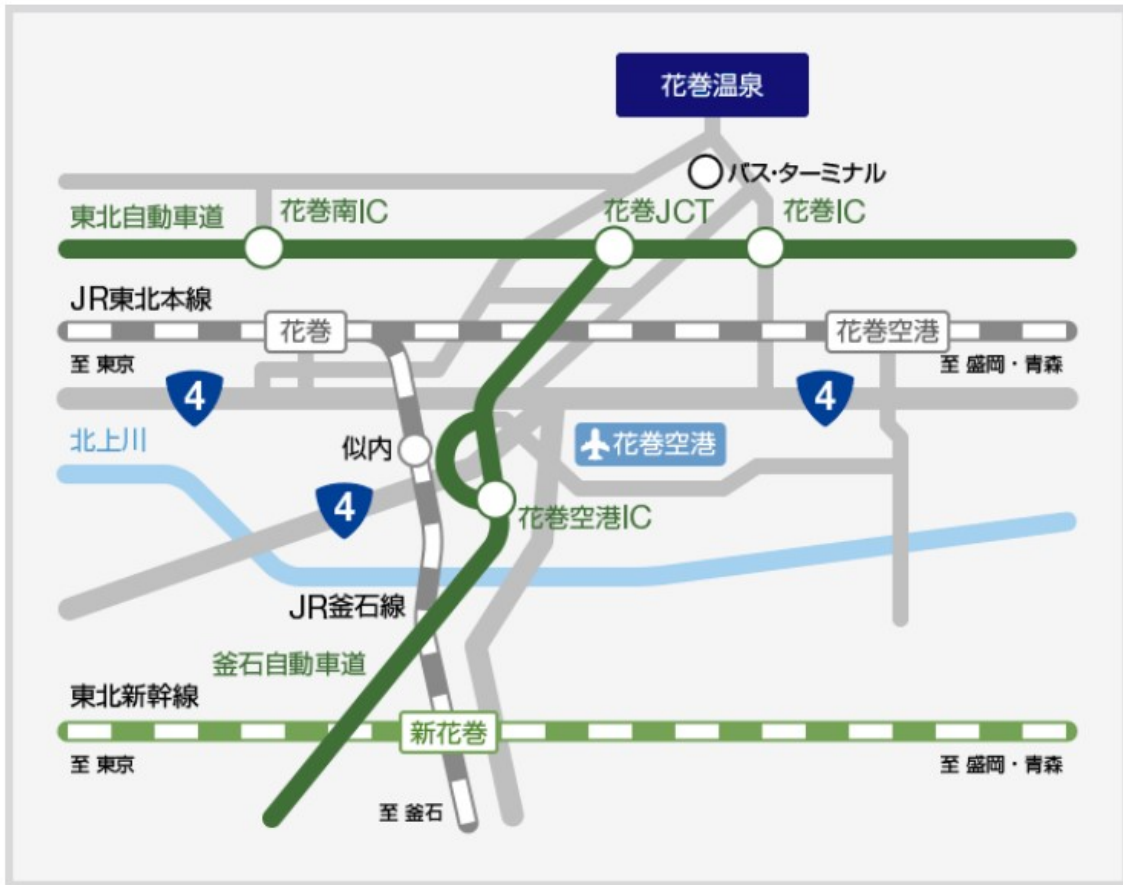 花巻温泉
バス・ターミナル
東北自動車道
花巻南IC
花巻JCT
花巻IC
JR東北本線
花巻
花巻空港
至 東京
至 盛岡・青森
4
4
北上川
似内
花巻空港
4
花巻空港IC
JR釜石線
釜石自動車道
東北新幹線
新花巻
至 東京
至 盛岡・青森
至 釜石